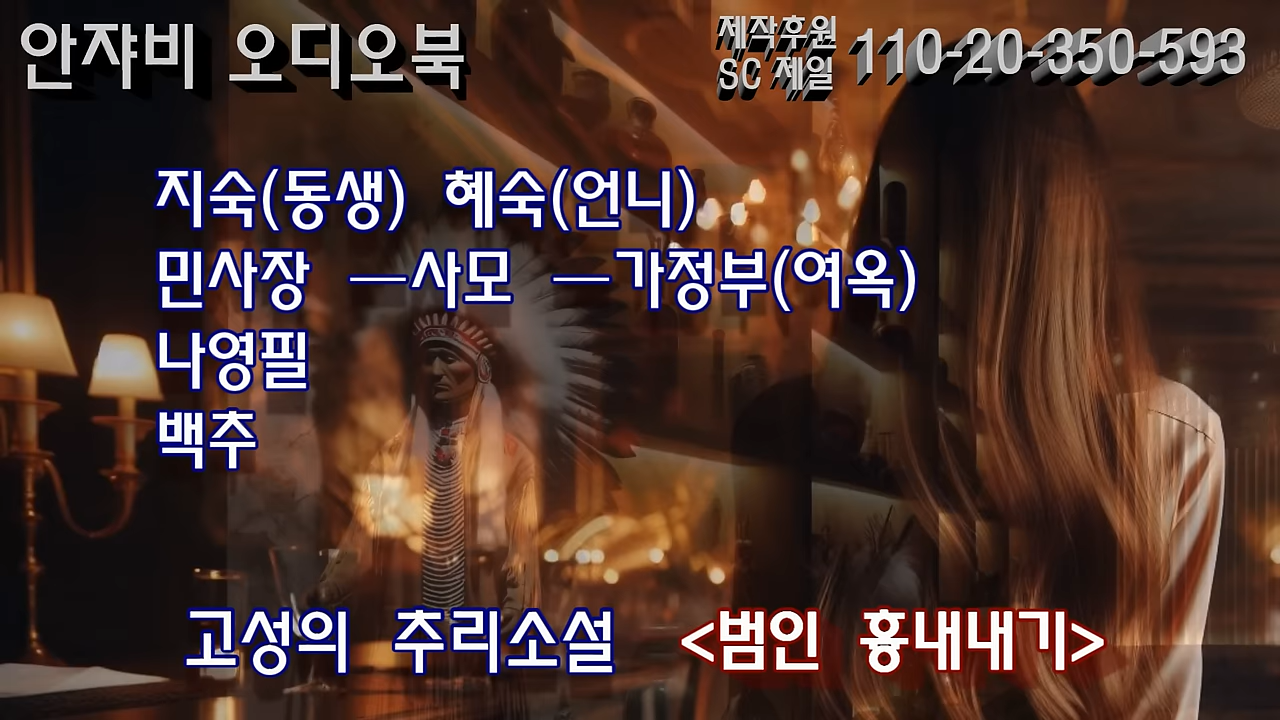 안쟈비 오디오북
제작후원
SC 제일
110-20-350-593
지숙(동생) 혜숙(언니)
민사장 —사모 —가정부(여옥)
나영필
백추
고성의 추리소설 <범인 흉내내기>